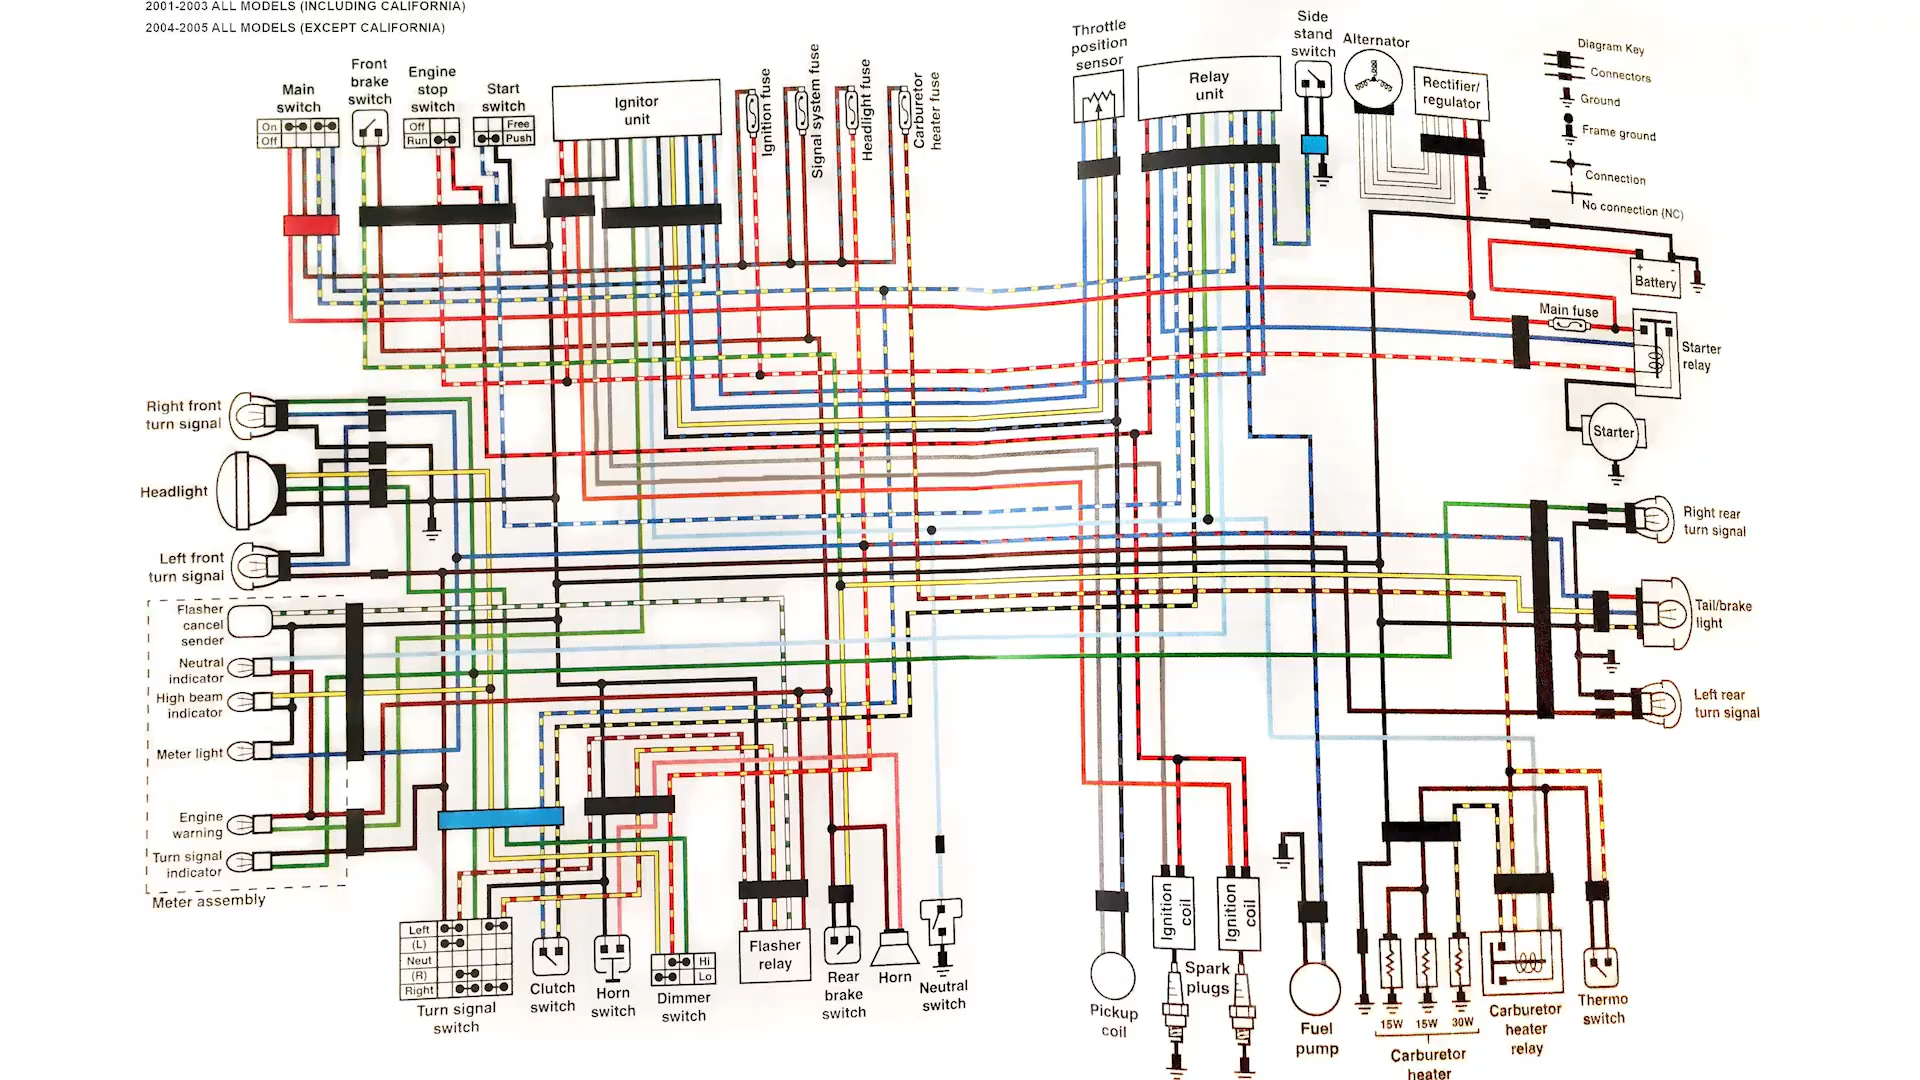 2001-2003 ALL MODELS (INCLUDING CALIFORNIA)
2004-2005 ALL MODELS (EXCEPT CALIFORNIA)
Main
switch
On
Off
Front
brake
switch
Engine
stop
switch
Off
Run
Start
switch
Free
Push
Ignitor
unit
Ignition fuse
Signal system fuse
Headlight fuse
Carburetor
heater fuse
Throttle
position
sensor
Relay
unit
Side
stand
switch
Alternator
Rectifier/
regulator
Diagram Key
Connectors
Ground
Frame ground
Connection
No connection (NC)
+ -
Battery
Main fuse
Starter
relay
Starter
Right front
turn signal
Headlight
Left front
turn signal
Flasher
cancel
sender
Neutral
indicator
High beam
indicator
Meter light
Engine
warning
Turn signal
indicator
Meter assembly
Right rear
turn signal
Tail/brake
light
Left rear
turn signal
Left
(L)
Neut
(R)
Right
Turn signal
switch
Clutch
switch
Horn
switch
Hi
Lo
Dimmer
switch
Flasher
relay
Rear
brake
switch
Horn
Neutral
switch
Pickup
coil
Ignition
coil
Ignition
coil
Spark
plugs
Fuel
pump
15W 15W 30W
Carburetor
heater
Carburetor
heater
relay
Thermo
switch